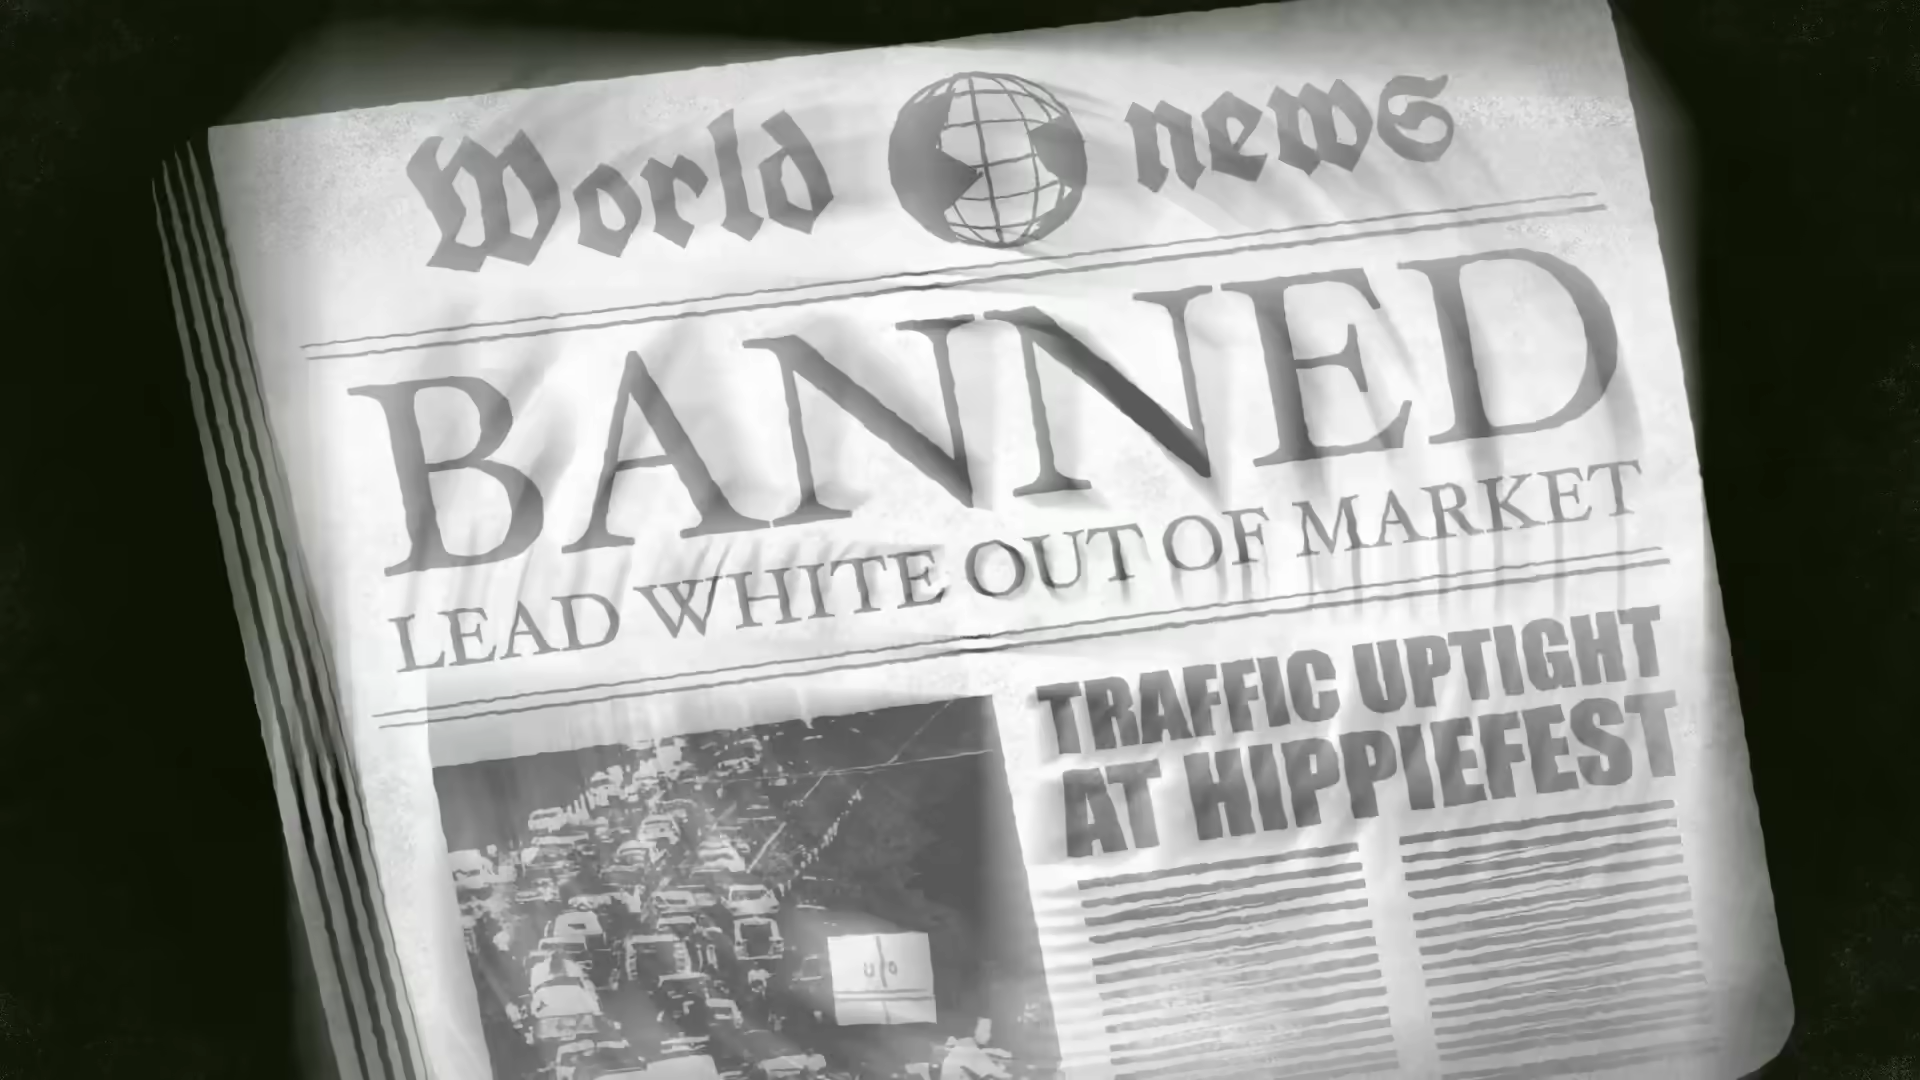 World news
BANNED
LEAD WHITE OUT OF MARKET
TRAFFIC UPTIGHT
AT HIPPIEFEST